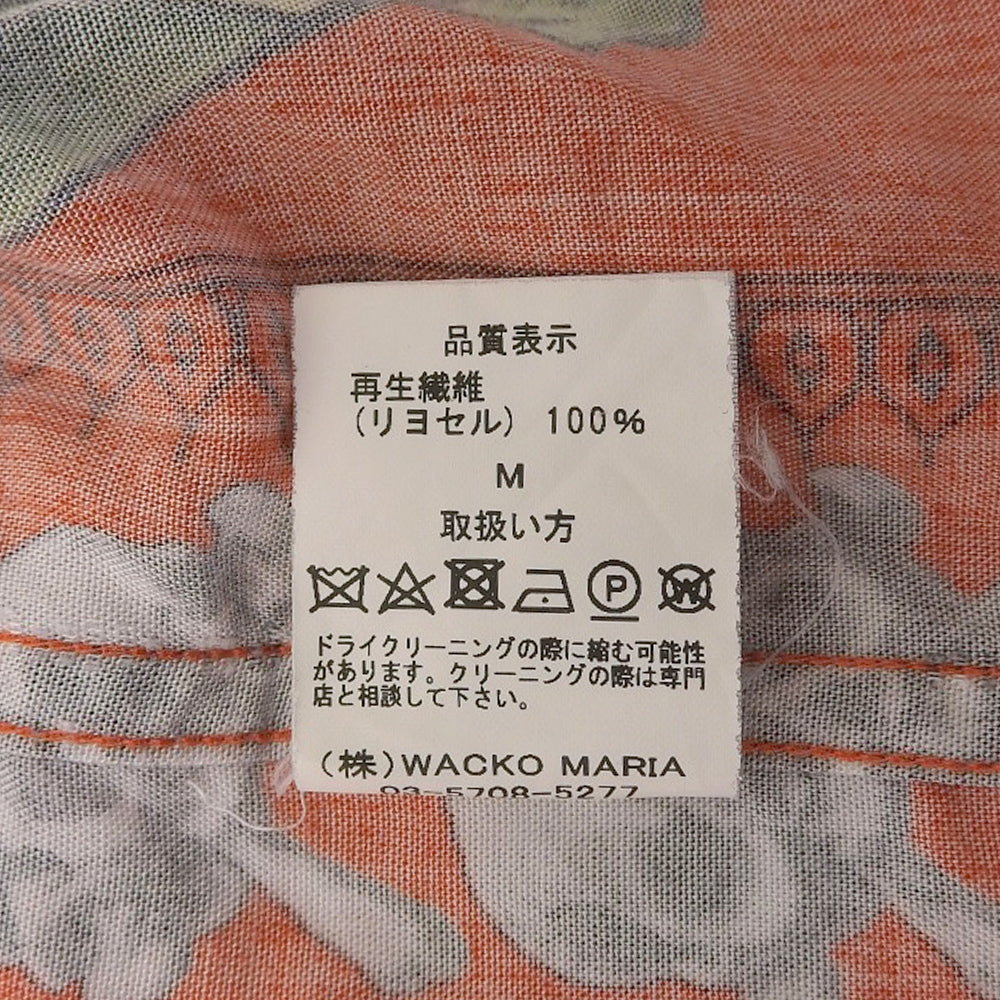 品質表示
再生繊維
(リヨセル) 100%
M
取扱い方
P W
ドライクリーニングの際に縮む可能性
があります。クリーニングの際は専門
店と相談して下さい。
(株)WACKO MARIA
03-5708-5277